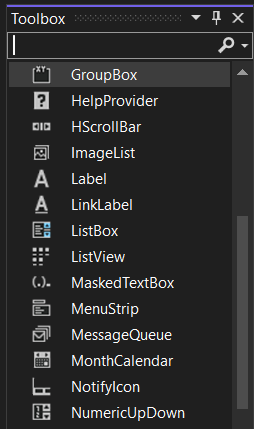 Toolbox
GroupBox
HelpProvider
HScrollBar
ImageList
Label
LinkLabel
ListBox
ListView
MaskedTextBox
MenuStrip
MessageQueue
MonthCalendar
NotifyIcon
NumericUpDown